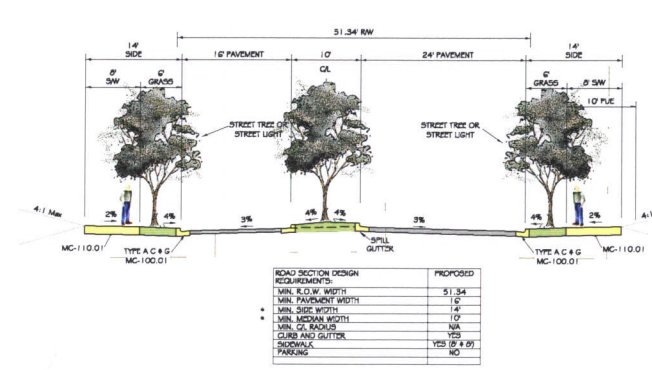 51.34' R/W
14'
SIDE
16' PAVEMENT
10'
24' PAVEMENT
14'
SIDE
8'
S/W
6'
GRASS
C/L
6'
GRASS
8' S/W
10' PUE
STREET TREE OR
STREET LIGHT
STREET TREE OR
STREET LIGHT
4:1 Max
2%
4%
3%
4%
4%
3%
4%
2%
4:1
MC-110.01
TYPE A C & G
MC-100.01
SPILL
GUTTER
TYPE A C & G
MC-100.01
MC-110.01
ROAD SECTION DESIGN
REQUIREMENTS:
PROPOSED
MIN. R.O.W. WIDTH 51.34
MIN. PAVEMENT WIDTH 16'
* MIN. SIDE WIDTH 14'
* MIN. MEDIAN WIDTH 10'
MIN. C/L RADIUS N/A
CURB AND GUTTER YES
SIDEWALK YES (8' & 8')
PARKING NO